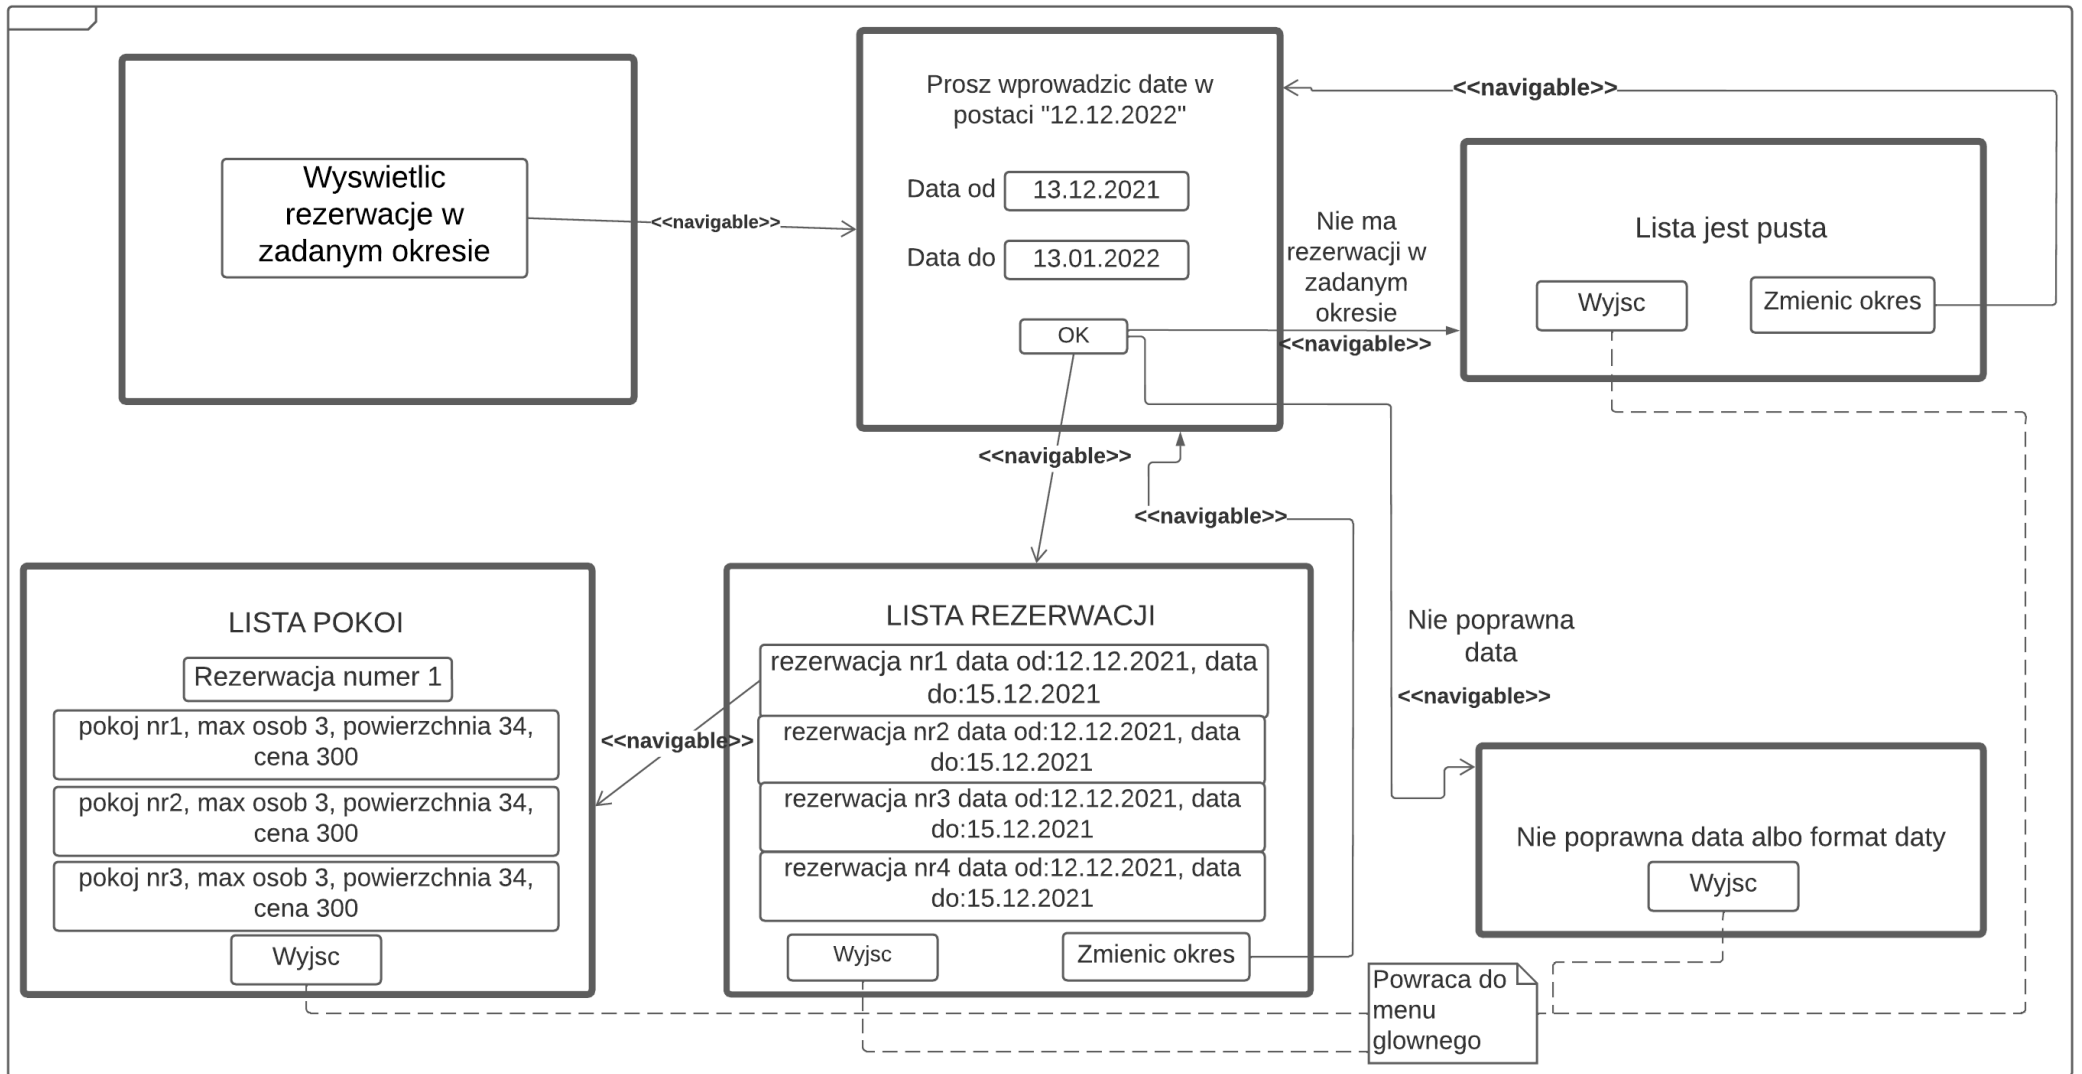 Wyswietlic
rezerwacje w
zadanym okresie
<<navigable>>
Prosz wprowadzic date w
postaci "12.12.2022"
Data od
13.12.2021
Data do
13.01.2022
OK
<<navigable>>
Nie ma
rezerwacji w
zadanym
okresie
<<navigable>>
Lista jest pusta
Wyjsc
Zmienic okres
<<navigable>>
<<navigable>>
LISTA POKOI
Rezerwacja numer 1
pokoj nr1, max osob 3, powierzchnia 34,
cena 300
pokoj nr2, max osob 3, powierzchnia 34,
cena 300
pokoj nr3, max osob 3, powierzchnia 34,
cena 300
Wyjsc
<<navigable>>
LISTA REZERWACJI
rezerwacja nr1 data od:12.12.2021, data
do:15.12.2021
rezerwacja nr2 data od:12.12.2021, data
do:15.12.2021
rezerwacja nr3 data od:12.12.2021, data
do:15.12.2021
rezerwacja nr4 data od:12.12.2021, data
do:15.12.2021
Wyjsc
Zmienic okres
Nie poprawna
data
<<navigable>>
Nie poprawna data albo format daty
Wyjsc
Powraca do
menu
glownego